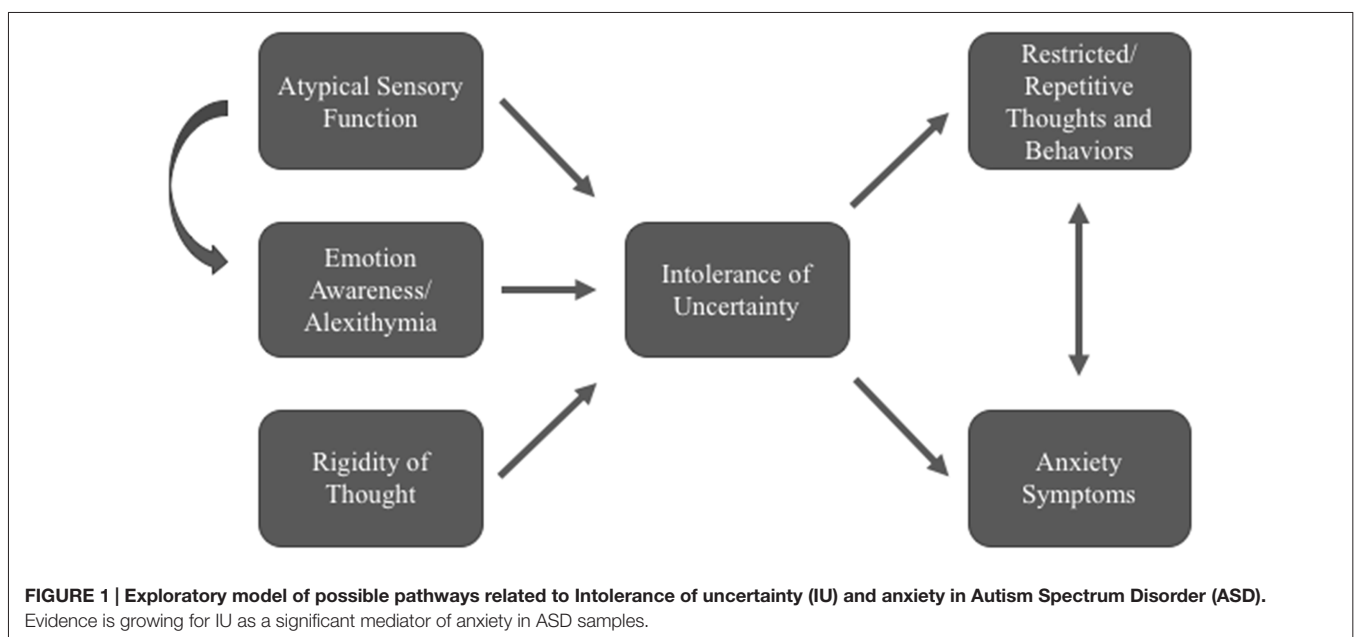 Atypical Sensory
Function
Emotion
Awareness/
Alexithymia
Rigidity of
Thought
Intolerance of
Uncertainty
Restricted/
Repetitive
Thoughts and
Behaviors
Anxiety
Symptoms
FIGURE 1 | Exploratory model of possible pathways related to Intolerance of uncertainty (IU) and anxiety in Autism Spectrum Disorder (ASD).
Evidence is growing for IU as a significant mediator of anxiety in ASD samples.